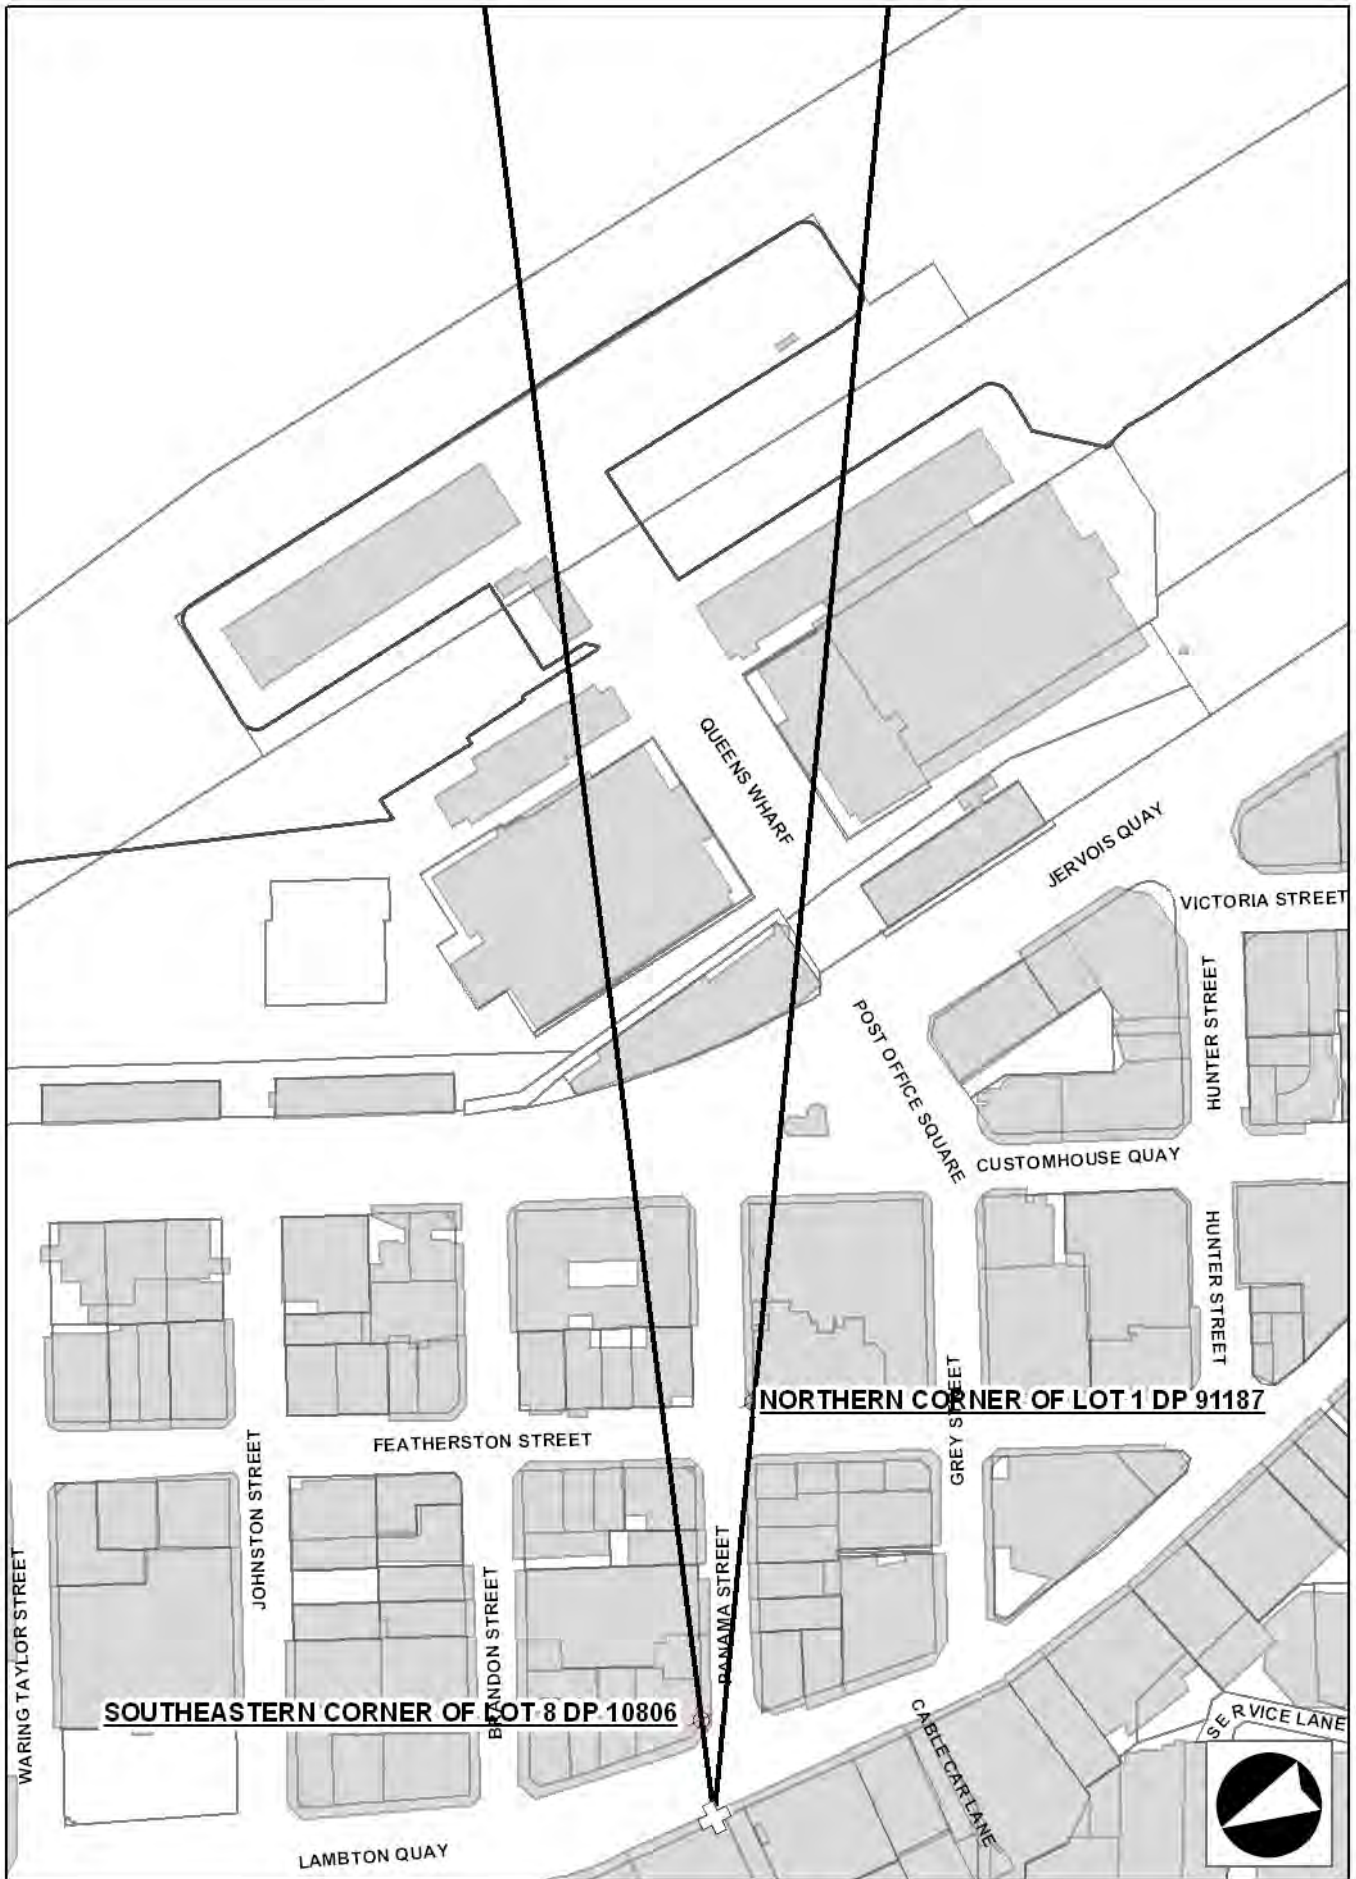 QUEENS WHARF
JERVOIS QUAY
VICTORIA STREET
HUNTER STREET
POST OFFICE SQUARE
CUSTOMHOUSE QUAY
HUNTER STREET
NORTHERN CORNER OF LOT 1 DP 91187
GREY STREET
FEATHERSTON STREET
JOHNSTON STREET
WARING TAYLOR STREET
BRANDON STREET
PANAMA STREET
SOUTHEASTERN CORNER OF LOT 8 DP 10806
CABLE CAR LANE
SERVICE LANE
LAMBTON QUAY